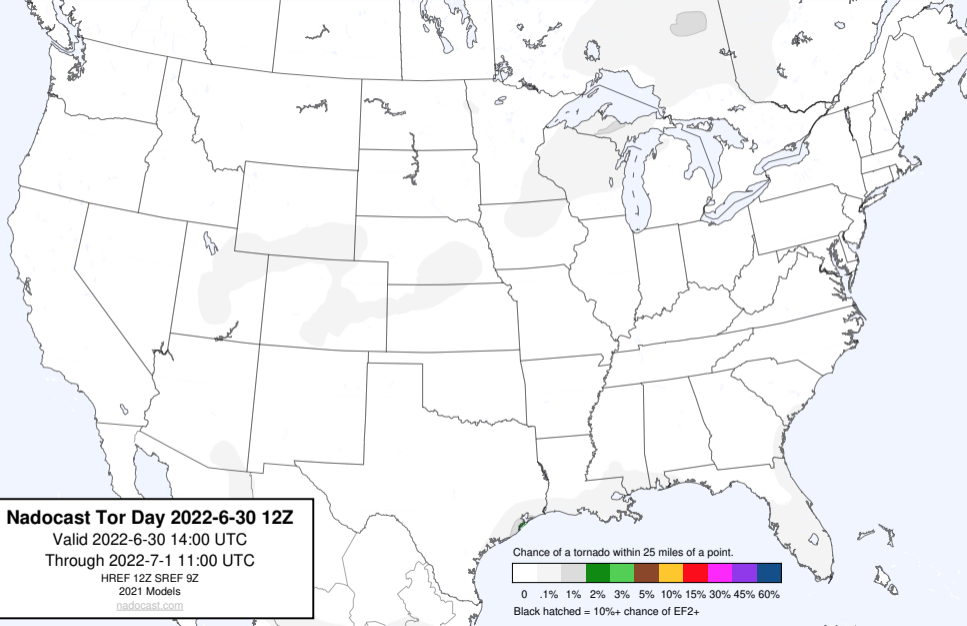 Nadocast Tor Day 2022-6-30 12Z
Valid 2022-6-30 14:00 UTC
Through 2022-7-1 11:00 UTC
HREF 12Z SREF 9Z
2021 Models
nadocast.com
Chance of a tornado within 25 miles of a point.
0 .1% 1% 2% 3% 5% 10% 15% 30% 45% 60%
Black hatched = 10%+ chance of EF2+